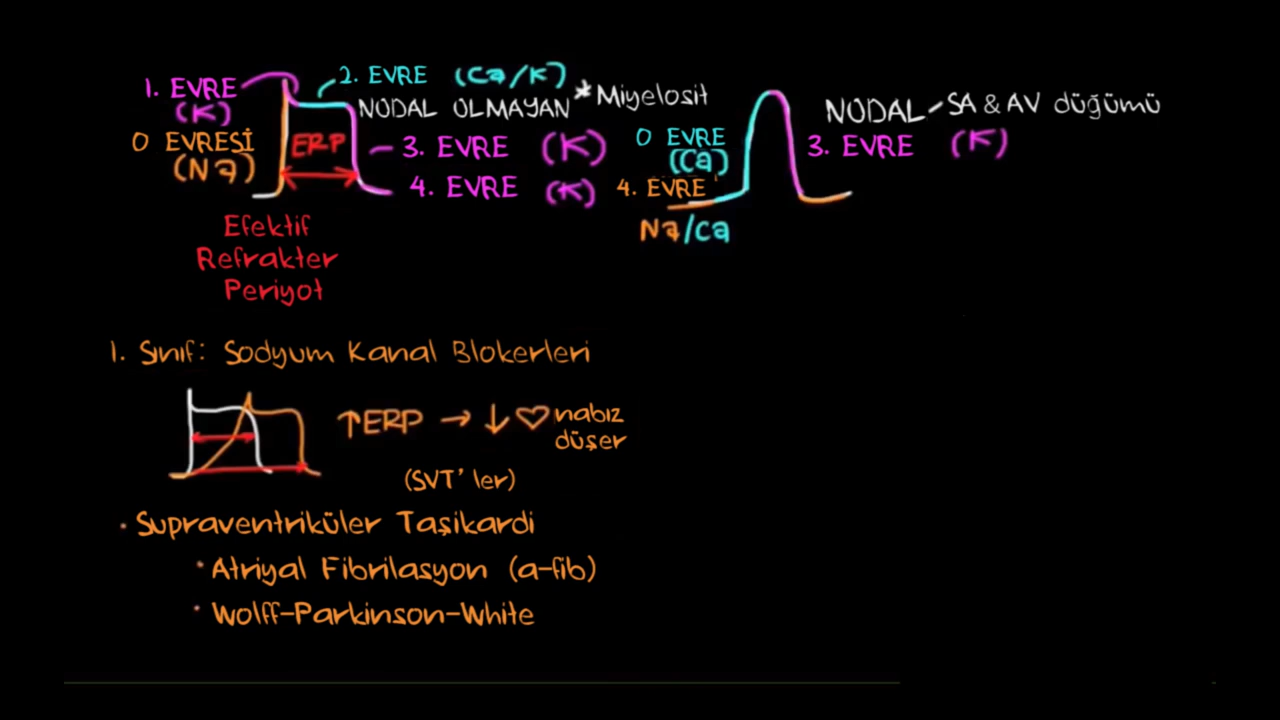 1. EVRE
(K)
0 EVRESİ
(Na)
ERP
2. EVRE (Ca/K)
NODAL OLMAYAN *Miyelosit
3. EVRE (K)
4. EVRE (K)
Efektif
Refrakter
Periyot
0 EVRE
(Ca)
4. EVRE
Na/Ca
NODAL - SA & AV düğümü
3. EVRE (K)
1. Sınıf: Sodyum Kanal Blokerleri
↑ERP → ↓♡ nabız
düşer
(SVT' ler)
• Supraventriküler Taşikardi
• Atriyal Fibrilasyon (a-fib)
• Wolff-Parkinson-White